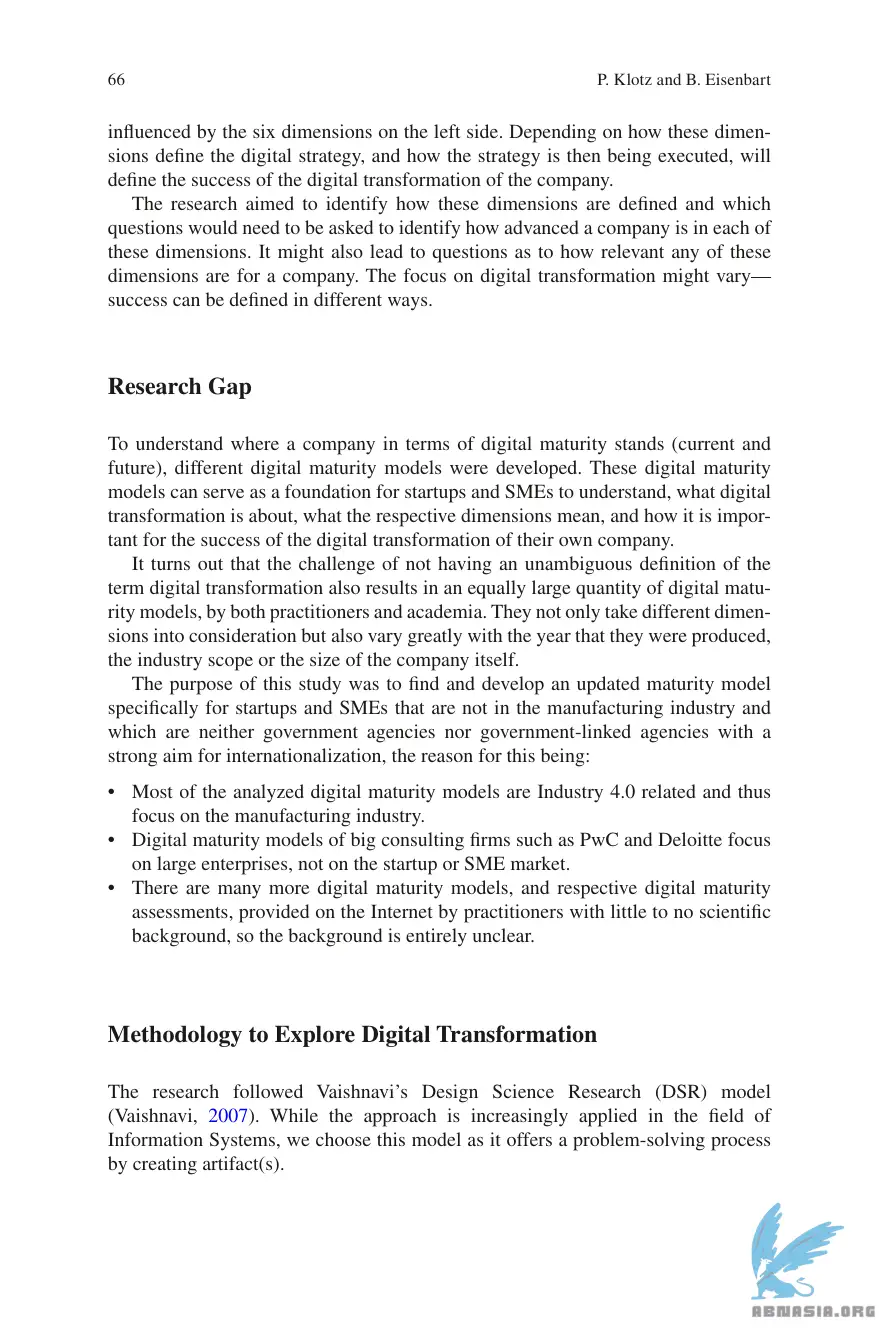 66
P. Klotz and B. Eisenbart
influenced by the six dimensions on the left side. Depending on how these dimen-
sions define the digital strategy, and how the strategy is then being executed, will
define the success of the digital transformation of the company.
The research aimed to identify how these dimensions are defined and which
questions would need to be asked to identify how advanced a company is in each of
these dimensions. It might also lead to questions as to how relevant any of these
dimensions are for a company. The focus on digital transformation might vary—
success can be defined in different ways.
Research Gap
To understand where a company in terms of digital maturity stands (current and
future), different digital maturity models were developed. These digital maturity
models can serve as a foundation for startups and SMEs to understand, what digital
transformation is about, what the respective dimensions mean, and how it is impor-
tant for the success of the digital transformation of their own company.
It turns out that the challenge of not having an unambiguous definition of the
term digital transformation also results in an equally large quantity of digital matu-
rity models, by both practitioners and academia. They not only take different dimen-
sions into consideration but also vary greatly with the year that they were produced,
the industry scope or the size of the company itself.
The purpose of this study was to find and develop an updated maturity model
specifically for startups and SMEs that are not in the manufacturing industry and
which are neither government agencies nor government-linked agencies with a
strong aim for internationalization, the reason for this being:
• Most of the analyzed digital maturity models are Industry 4.0 related and thus
focus on the manufacturing industry.
• Digital maturity models of big consulting firms such as PwC and Deloitte focus
on large enterprises, not on the startup or SME market.
• There are many more digital maturity models, and respective digital maturity
assessments, provided on the Internet by practitioners with little to no scientific
background, so the background is entirely unclear.
Methodology to Explore Digital Transformation
The research followed Vaishnavi's Design Science Research (DSR) model
(Vaishnavi, 2007). While the approach is increasingly applied in the field of
Information Systems, we choose this model as it offers a problem-solving process
by creating artifact(s).
ABNASIA.ORG